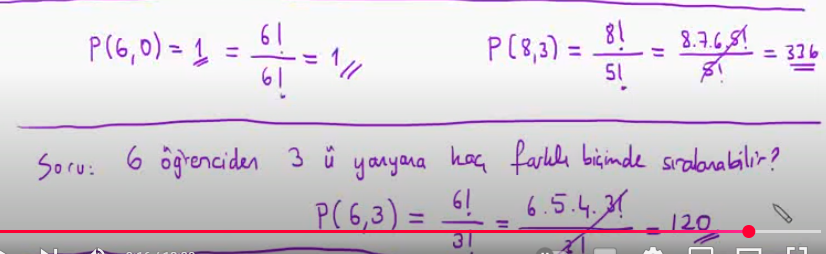 P(6,0) = 1 = 6!/6! = 1 //
P(8,3) = 8!/5! = 8.7.6.5!/5! = 336
Soru: 6 öğrenciden 3 ü yanyana kaç farklı biçimde sıralanabilir?
P(6,3) = 6!/3! = 6.5.4.3!/3! = 120